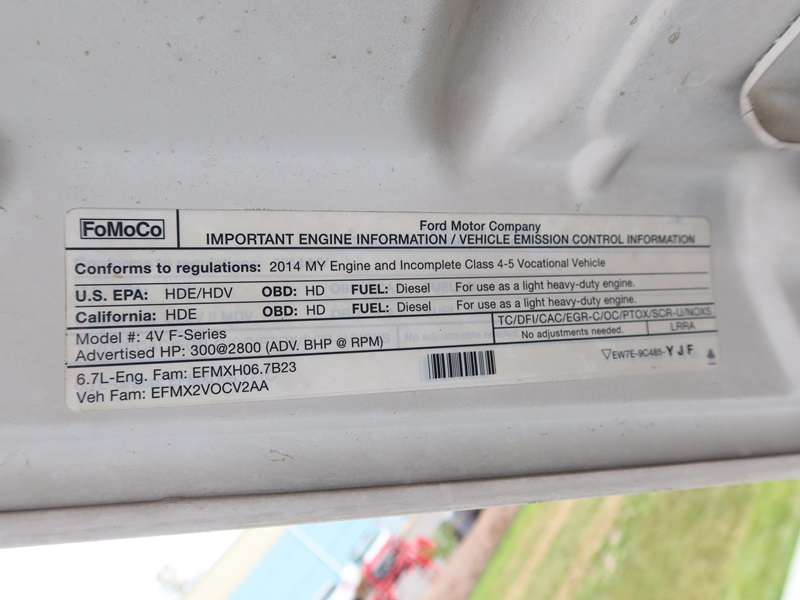 FoMoCo
Ford Motor Company
IMPORTANT ENGINE INFORMATION / VEHICLE EMISSION CONTROL INFORMATION
Conforms to regulations: 2014 MY Engine and Incomplete Class 4-5 Vocational Vehicle
U.S. EPA: HDE/HDV OBD: HD FUEL: Diesel For use as a light heavy-duty engine.
California: HDE OBD: HD FUEL: Diesel For use as a light heavy-duty engine.
Model #: 4V F-Series
TC/DFI/CAC/EGR-C/OC/PTOX/SCR-U/NOXS
Advertised HP: 300@2800 (ADV. BHP @ RPM)
No adjustments needed. LRRA
6.7L-Eng. Fam: EFMXH06.7B23
Veh Fam: EFMX2VOCV2AA
EW7E-9C485-YJF